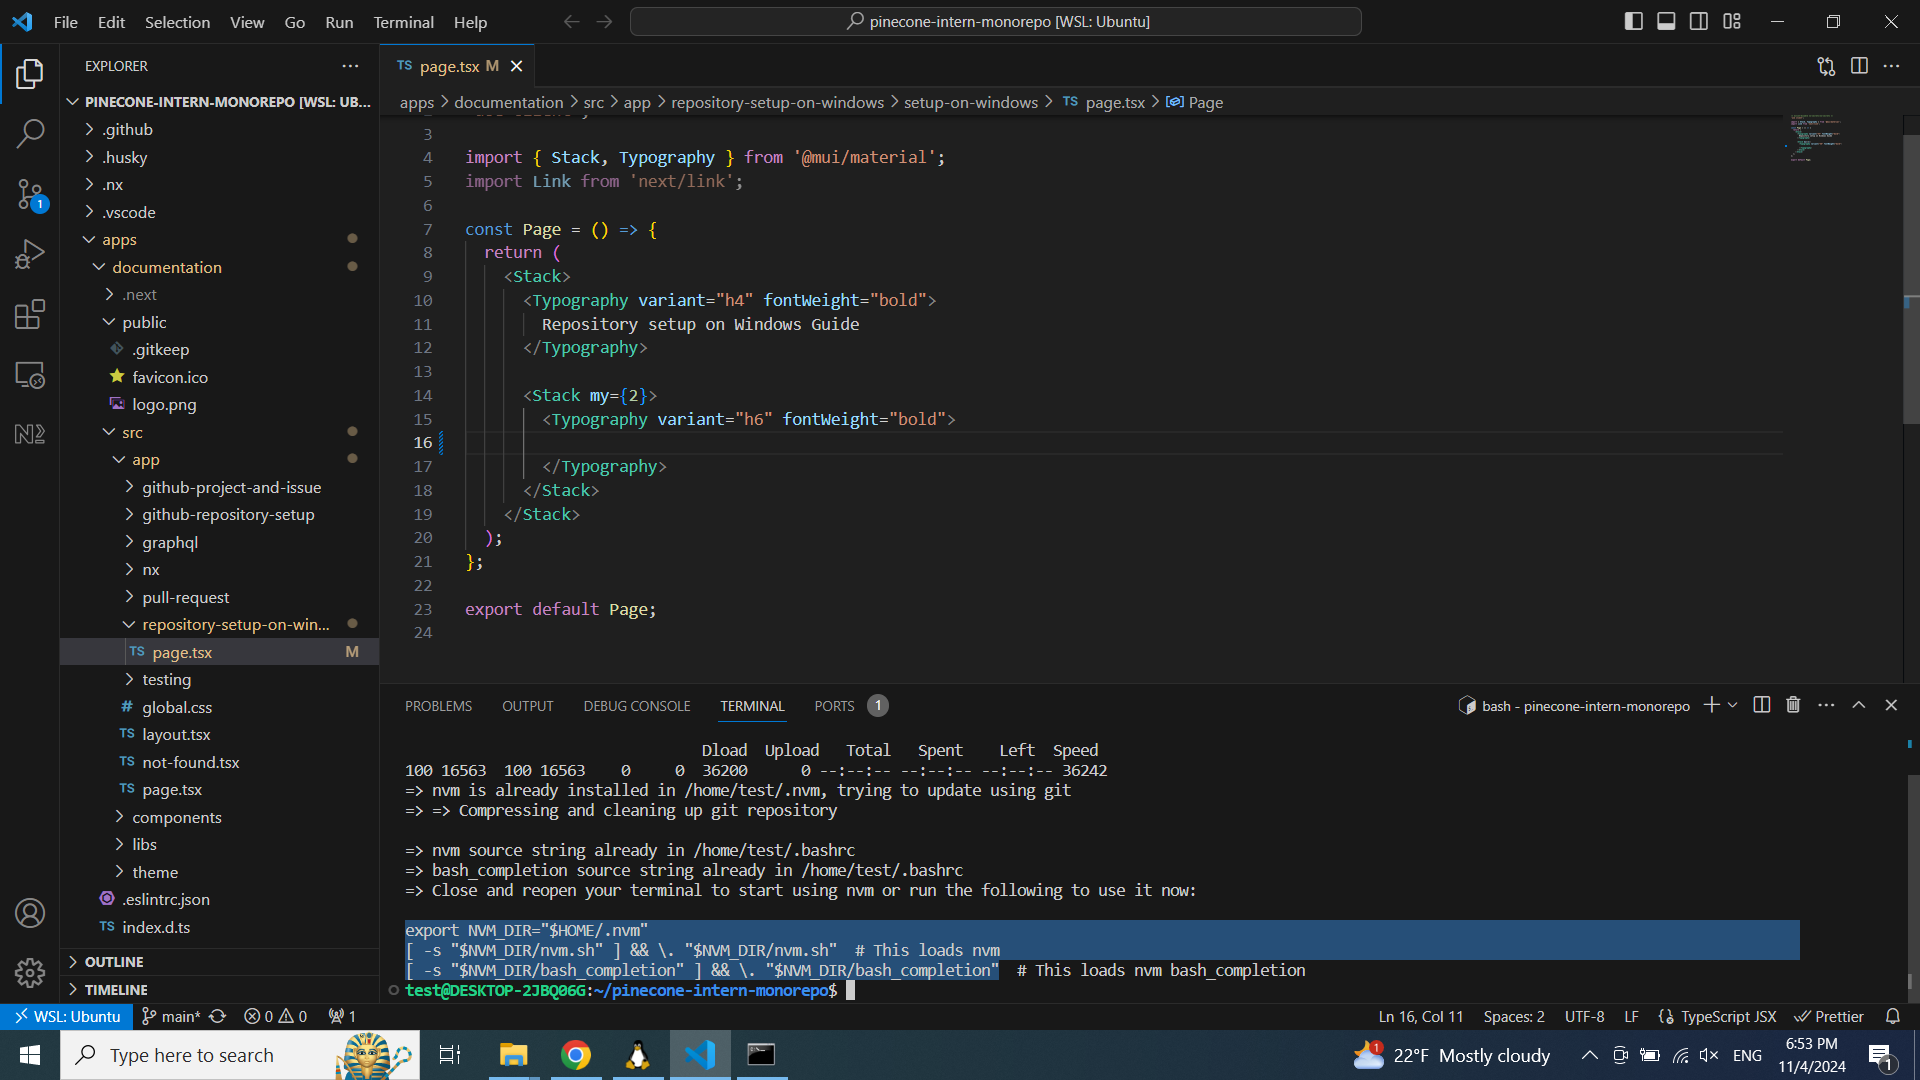 File Edit Selection View Go Run Terminal Help
pinecone-intern-monorepo [WSL: Ubuntu]
EXPLORER
PINECONE-INTERN-MONOREPO [WSL: UB...
.github
.husky
.nx
.vscode
apps
documentation
.next
public
.gitkeep
favicon.ico
logo.png
src
app
github-project-and-issue
github-repository-setup
graphql
nx
pull-request
repository-setup-on-win...
TS page.tsx M
testing
# global.css
TS layout.tsx
TS not-found.tsx
TS page.tsx
components
libs
theme
.eslintrc.json
TS index.d.ts
OUTLINE
TIMELINE
1
TS page.tsx M
apps > documentation > src > app > repository-setup-on-windows > setup-on-windows > TS page.tsx > Page
3
4 import { Stack, Typography } from '@mui/material';
5 import Link from 'next/link';
6
7 const Page = () => {
8 return (
9 <Stack>
10 <Typography variant="h4" fontWeight="bold">
11 Repository setup on Windows Guide
12 </Typography>
13
14 <Stack my={2}>
15 <Typography variant="h6" fontWeight="bold">
16
17 </Typography>
18 </Stack>
19 </Stack>
20 );
21 };
22
23 export default Page;
24
PROBLEMS OUTPUT DEBUG CONSOLE TERMINAL PORTS 1
bash - pinecone-intern-monorepo
Dload Upload Total Spent Left Speed
100 16563 100 16563 0 0 36200 0 --:--:-- --:--:-- --:--:-- 36242
=> nvm is already installed in /home/test/.nvm, trying to update using git
=> => Compressing and cleaning up git repository
=> nvm source string already in /home/test/.bashrc
=> bash_completion source string already in /home/test/.bashrc
=> Close and reopen your terminal to start using nvm or run the following to use it now:
export NVM_DIR="$HOME/.nvm"
[ -s "$NVM_DIR/nvm.sh" ] && \. "$NVM_DIR/nvm.sh" # This loads nvm
[ -s "$NVM_DIR/bash_completion" ] && \. "$NVM_DIR/bash_completion" # This loads nvm bash_completion
test@DESKTOP-2JBQ06G:~/pinecone-intern-monorepo$
WSL: Ubuntu main* 0 0 1
Ln 16, Col 11 Spaces: 2 UTF-8 LF TypeScript JSX Prettier
Type here to search
1 22°F Mostly cloudy ENG
6:53 PM
11/4/2024
1